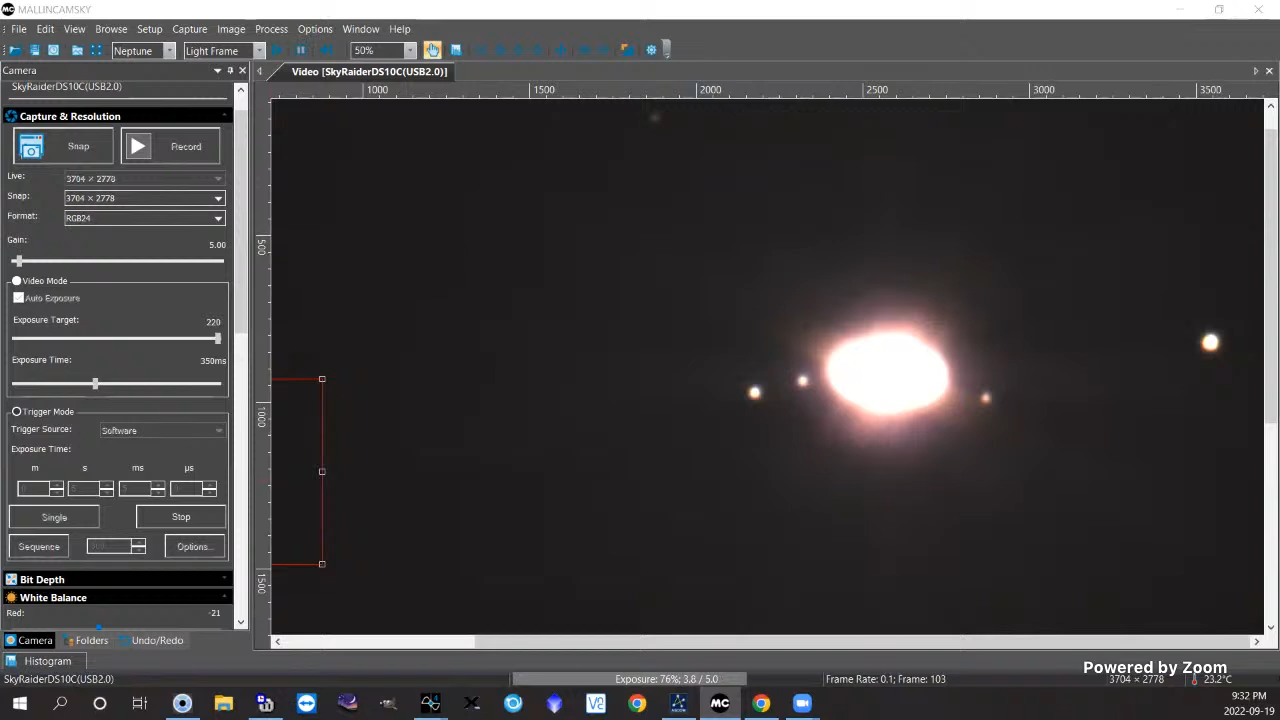 MALLINCAMSKY
File Edit View Browse Setup Capture Image Process Options Window Help
Neptune Light Frame 50%
Camera
Video [SkyRaiderDS10C(USB2.0)]
SkyRaiderDS10C(USB2.0)
1000 1500 2000 2500 3000 3500
Capture & Resolution
Snap Record
Live: 3704 × 2778
Snap: 3704 × 2778
Format: RGB24
Gain: 5.00
500
Video Mode
Auto Exposure
Exposure Target: 220
Exposure Time: 350ms
1000
Trigger Mode
Trigger Source: Software
Exposure Time:
m s ms µs
Single Stop
Sequence Options...
1500
Bit Depth
White Balance
Red: -21
Camera Folders Undo/Redo
Histogram
Powered by Zoom
SkyRaiderDS10C(USB2.0) Exposure: 76%; 3.8 / 5.0 Frame Rate: 0.1; Frame: 103 3704 × 2778 23.2°C
MC
9:32 PM
2022-09-19